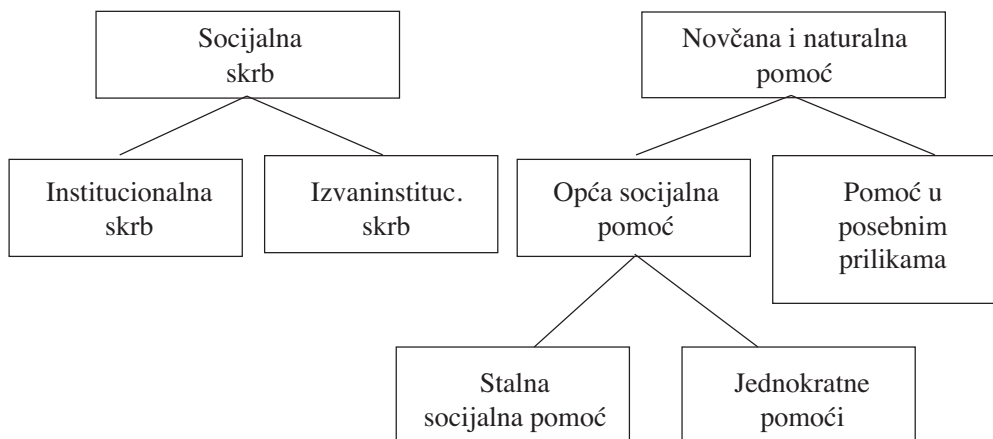 Socijalna
skrb
Novčana i naturalna
pomoć
Institucionalna
skrb
Izvaninstituc.
skrb
Opća socijalna
pomoć
Pomoć u
posebnim
prilikama
Stalna
socijalna pomoć
Jednokratne
pomoći